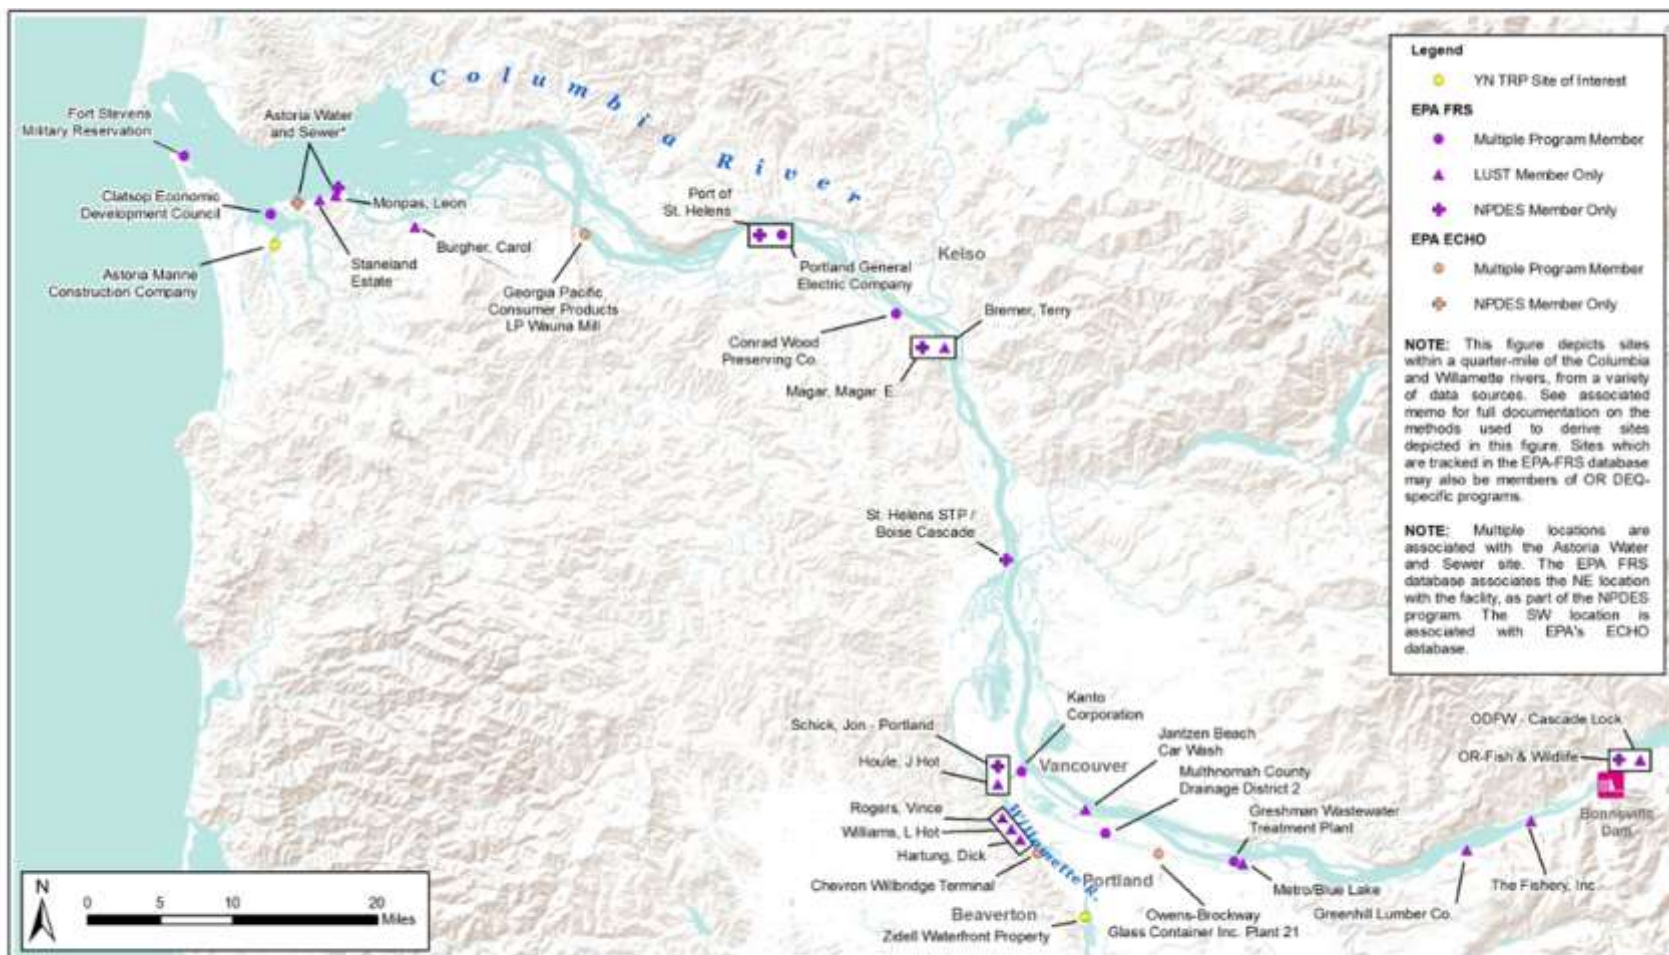 Columbia River
Fort Stevens
Military Reservation
Astoria Water
and Sewer*
Clatsop Economic
Development Council
Monpas, Leon
Burgher, Carol
Staneland
Estate
Astoria Marine
Construction Company
Georgia Pacific
Consumer Products
LP Wauna Mill
Port of
St. Helens
Portland General
Electric Company
Kelso
Conrad Wood
Preserving Co.
Bremer, Terry
Magar, Magar E.
St. Helens STP /
Boise Cascade
Kanto
Corporation
Schick, Jon - Portland
Houle, J Hot
Vancouver
Jantzen Beach
Car Wash
Multhnomah County
Drainage District 2
Greshman Wastewater
Treatment Plant
Rogers, Vince
Williams, L Hot
Hartung, Dick
Chevron Wilbridge Terminal
Willamette R.
Portland
Beaverton
Zidell Waterfront Property
Owens-Brockway
Glass Container Inc. Plant 21
Metro/Blue Lake
Greenhill Lumber Co.
The Fishery, Inc
ODFW - Cascade Lock
OR-Fish & Wildlife
Bonneville
Dam
N
0 5 10 20
Miles
Legend
YN TRP Site of Interest
EPA FRS
Multiple Program Member
LUST Member Only
NPDES Member Only
EPA ECHO
Multiple Program Member
NPDES Member Only
NOTE: This figure depicts sites
within a quarter-mile of the Columbia
and Willamette rivers, from a variety
of data sources. See associated
memo for full documentation on the
methods used to derive sites
depicted in this figure. Sites which
are tracked in the EPA-FRS database
may also be members of OR DEQ-
specific programs.
NOTE: Multiple locations are
associated with the Astoria Water
and Sewer site. The EPA FRS
database associates the NE location
with the facility, as part of the NPDES
program. The SW location is
associated with EPA's ECHO
database.